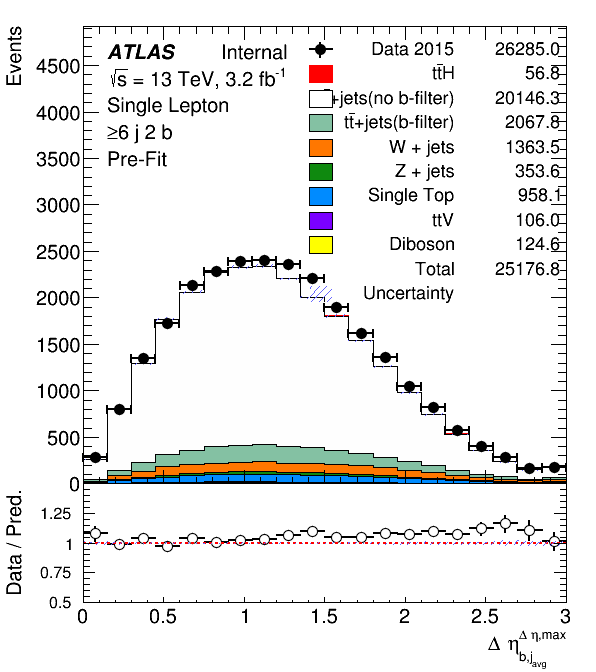 Events
ATLAS Internal
√s = 13 TeV, 3.2 fb⁻¹
Single Lepton
≥6 j 2 b
Pre-Fit
Data 2015 26285.0
tt̄H 56.8
+jets(no b-filter) 20146.3
tt̄+jets(b-filter) 2067.8
W + jets 1363.5
Z + jets 353.6
Single Top 958.1
ttV 106.0
Diboson 124.6
Total 25176.8
Uncertainty
4500
4000
3500
3000
2500
2000
1500
1000
500
0
Data / Pred.
1.25
1
0.75
0.5
0 0.5 1 1.5 2 2.5 3
Δ η^{Δ η,max}_{b,j_{avg}}